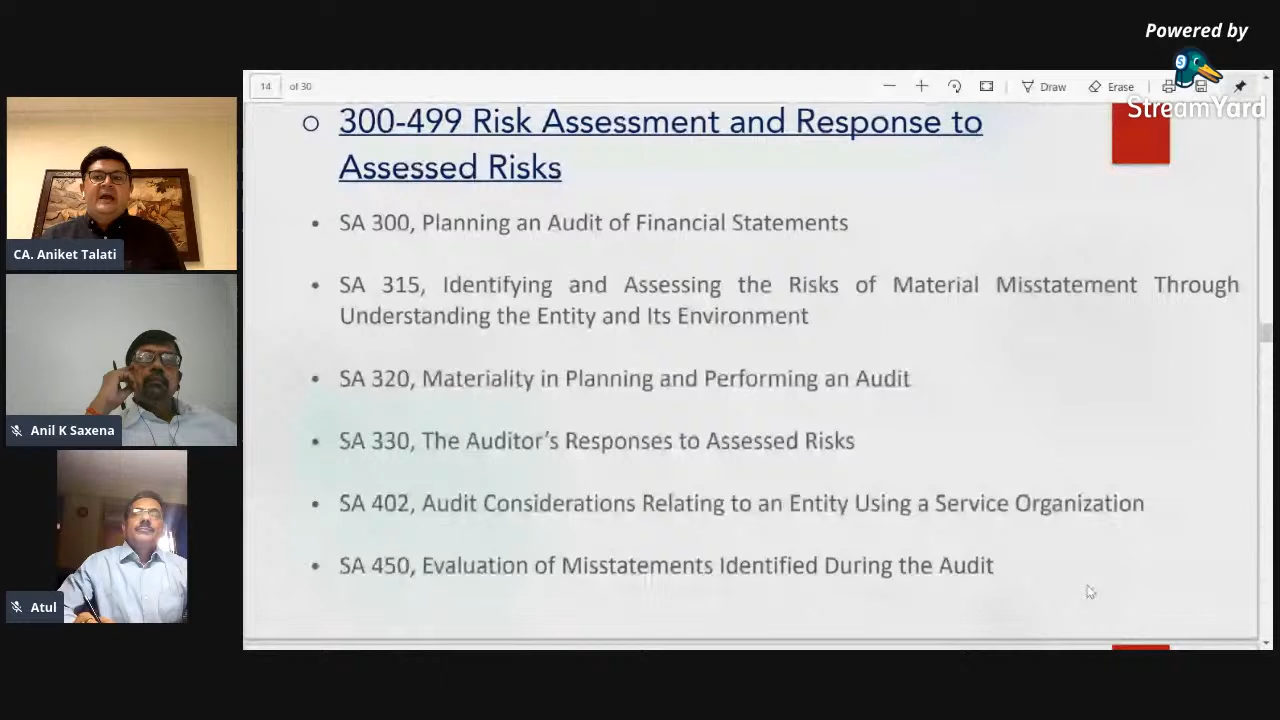 Powered by
StreamYard
14 of 30
Draw
Erase
300-499 Risk Assessment and Response to
Assessed Risks
• SA 300, Planning an Audit of Financial Statements
• SA 315, Identifying and Assessing the Risks of Material Misstatement Through
Understanding the Entity and Its Environment
• SA 320, Materiality in Planning and Performing an Audit
• SA 330, The Auditor’s Responses to Assessed Risks
• SA 402, Audit Considerations Relating to an Entity Using a Service Organization
• SA 450, Evaluation of Misstatements Identified During the Audit
CA. Aniket Talati
Anil K Saxena
Atul